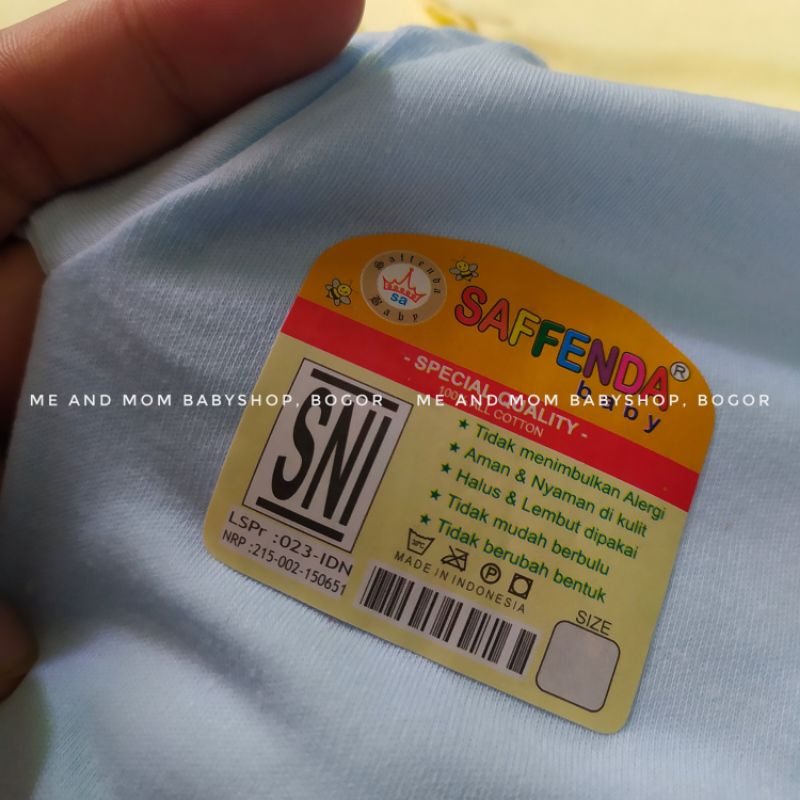 Saffenda
sa
Baby
SAFFENDA®
baby
- SPECIAL QUALITY -
100% ALL COTTON
ME AND MOM BABYSHOP, BOGOR
ME AND MOM BABYSHOP, BOGOR
SNI
★ Tidak menimbulkan Alergi
★ Aman & Nyaman di kulit
★ Halus & Lembut dipakai
★ Tidak mudah berbulu
★ Tidak berubah bentuk
LSPr :023-IDN
NRP :215-002-150651
30°C
P
MADE IN INDONESIA
SIZE